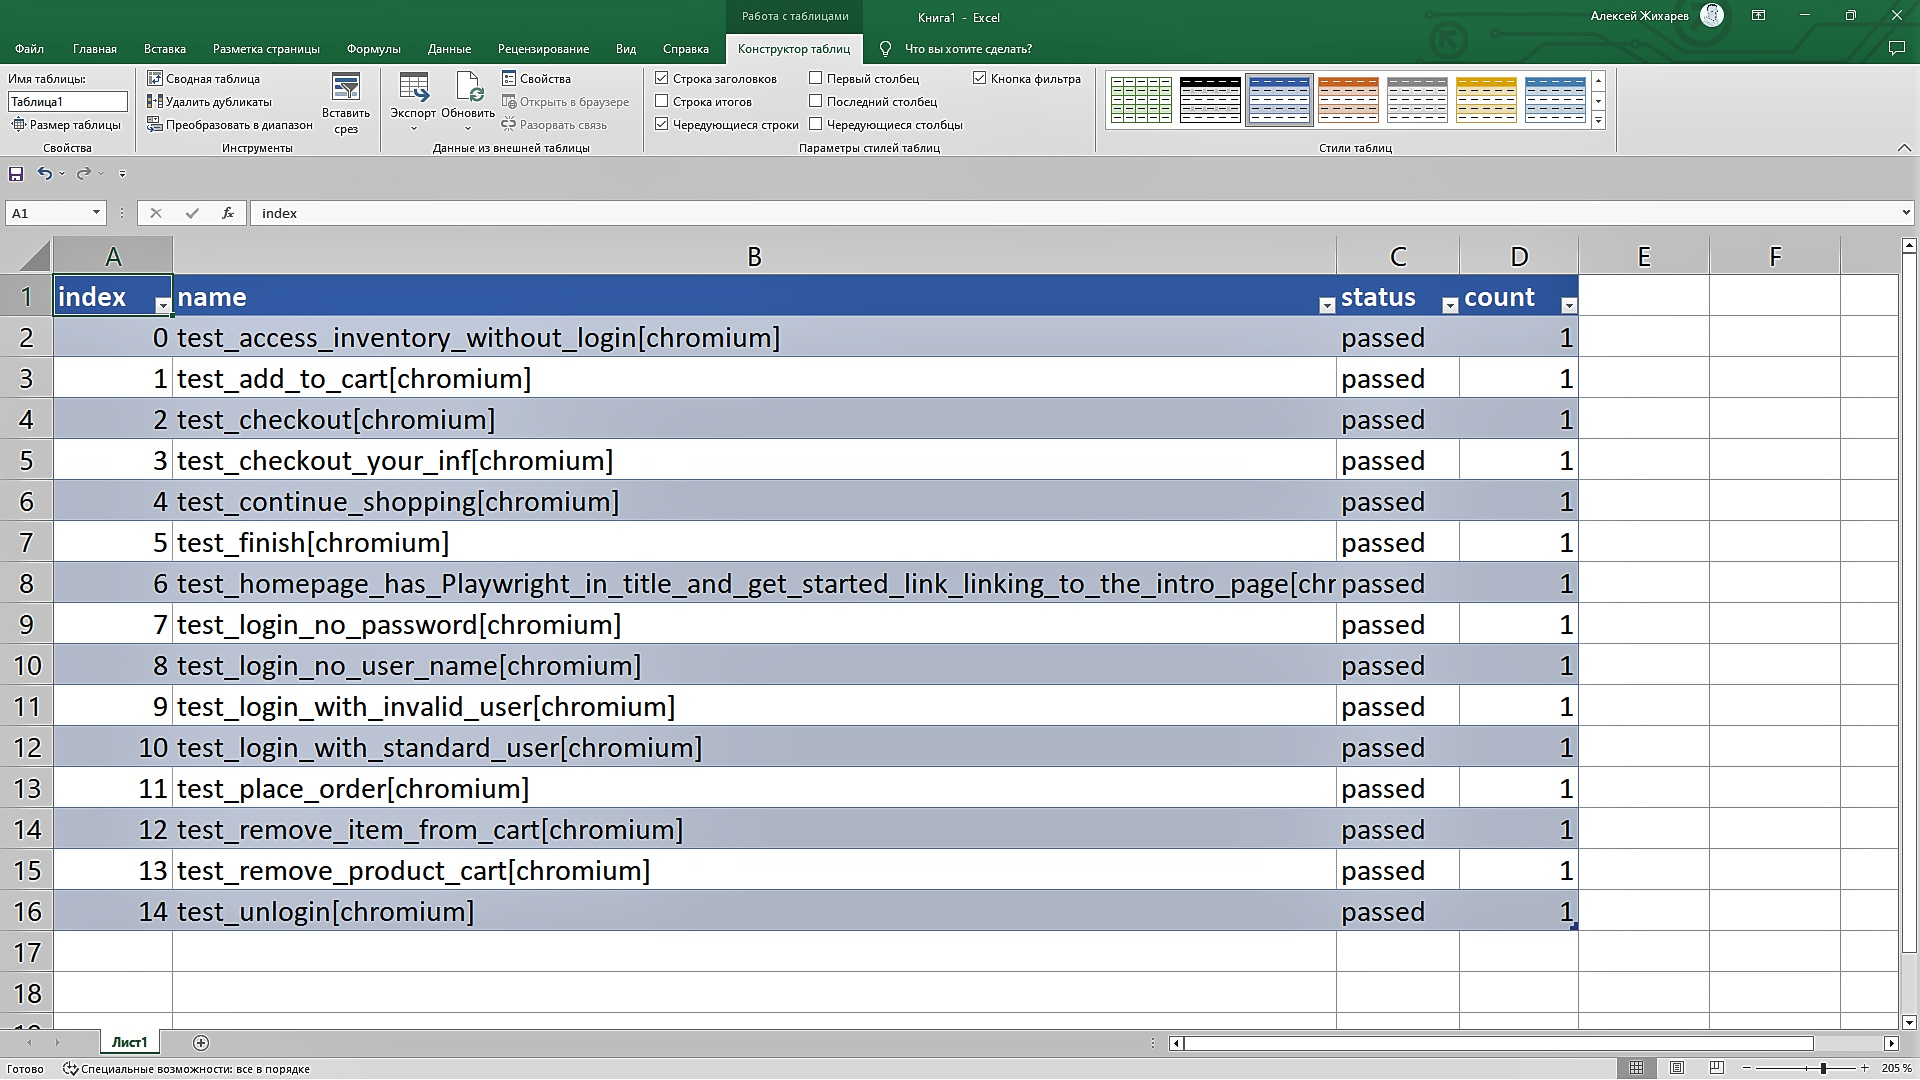 Работа с таблицами
Книга1 - Excel
Алексей Жихарев
Файл Главная Вставка Разметка страницы Формулы Данные Рецензирование Вид Справка Конструктор таблиц Что вы хотите сделать?
Имя таблицы:
Таблица1
Размер таблицы
Свойства
Сводная таблица
Удалить дубликаты
Преобразовать в диапазон
Вставить срез
Инструменты
Экспорт
Обновить
Свойства
Открыть в браузере
Разорвать связь
Данные из внешней таблицы
Строка заголовков
Строка итогов
Чередующиеся строки
Первый столбец
Последний столбец
Чередующиеся столбцы
Кнопка фильтра
Параметры стилей таблиц
Стили таблиц
A1 fx index
A B C D E F
1 index name status count
2 0 test_access_inventory_without_login[chromium] passed 1
3 1 test_add_to_cart[chromium] passed 1
4 2 test_checkout[chromium] passed 1
5 3 test_checkout_your_inf[chromium] passed 1
6 4 test_continue_shopping[chromium] passed 1
7 5 test_finish[chromium] passed 1
8 6 test_homepage_has_Playwright_in_title_and_get_started_link_linking_to_the_intro_page[chr passed 1
9 7 test_login_no_password[chromium] passed 1
10 8 test_login_no_user_name[chromium] passed 1
11 9 test_login_with_invalid_user[chromium] passed 1
12 10 test_login_with_standard_user[chromium] passed 1
13 11 test_place_order[chromium] passed 1
14 12 test_remove_item_from_cart[chromium] passed 1
15 13 test_remove_product_cart[chromium] passed 1
16 14 test_unlogin[chromium] passed 1
17
18
Лист1
Готово Специальные возможности: все в порядке 205 %